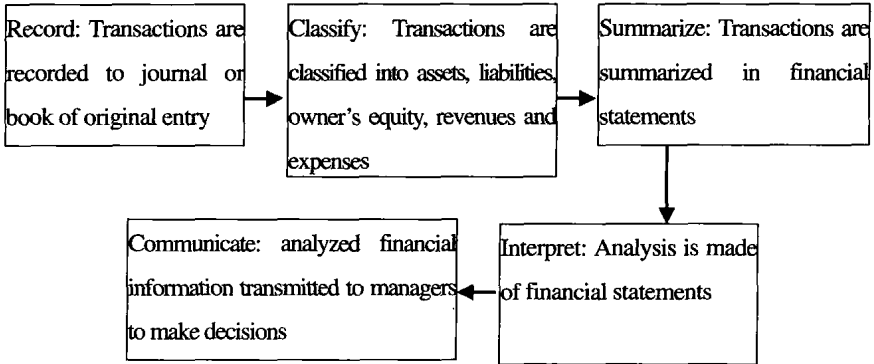 Record: Transactions are
recorded to journal or
book of original entry
Classify: Transactions are
classified into assets, liabilities,
owner's equity, revenues and
expenses
Summarize: Transactions are
summarized in financial
statements
Interpret: Analysis is made
of financial statements
Communicate: analyzed financial
information transmitted to managers
to make decisions